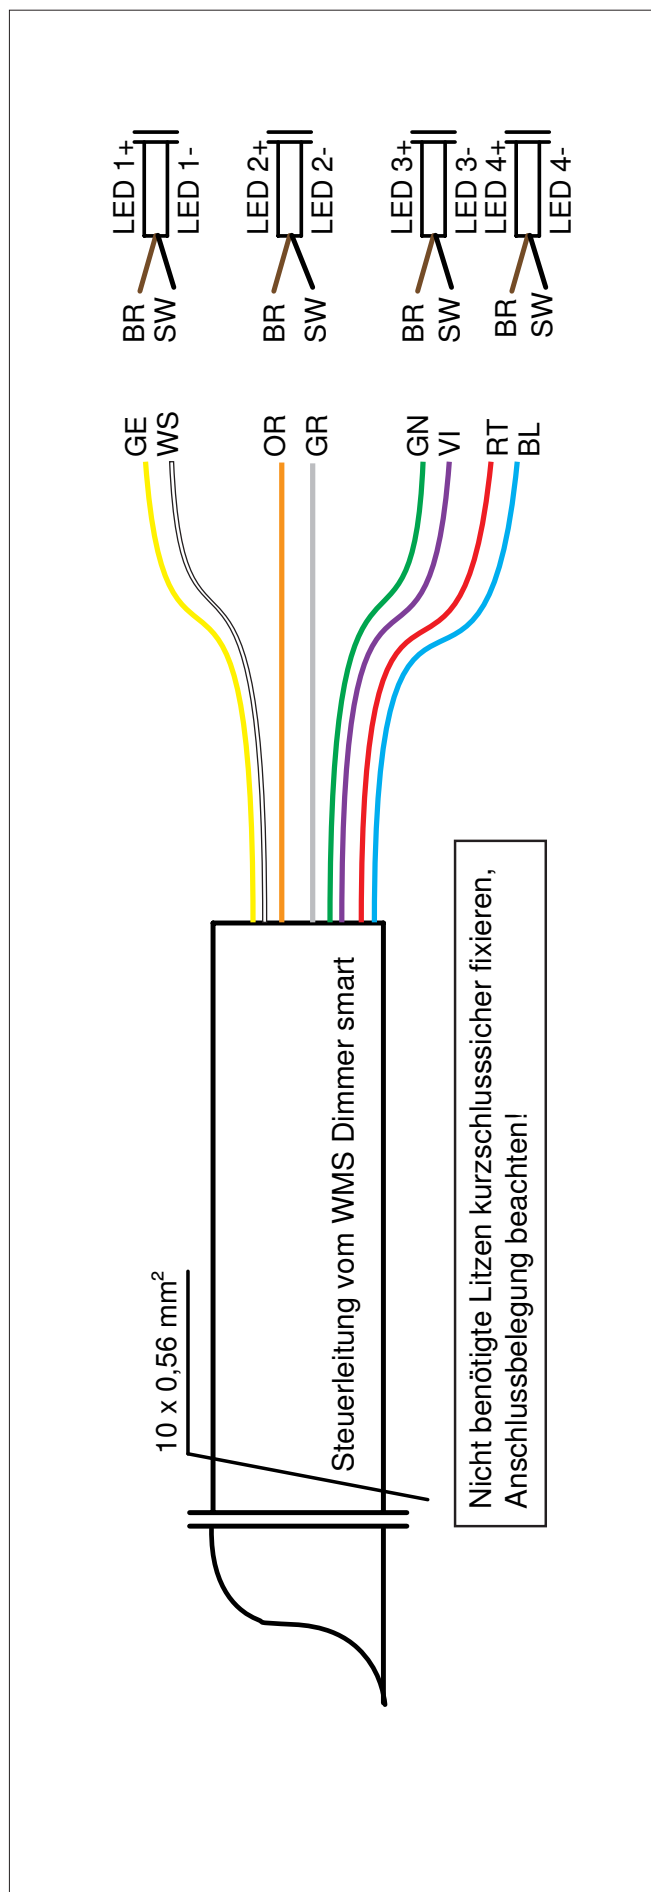 LED 1+
LED 1-
LED 2+
LED 2-
LED 3+
LED 3-
LED 4+
LED 4-
BR
SW
BR
SW
BR
SW
BR
SW
GE
WS
OR
GR
GN
VI
RT
BL
10 x 0,56 mm²
Steuerleitung vom WMS Dimmer smart
Nicht benötigte Litzen kurzschlusssicher fixieren,
Anschlussbelegung beachten!